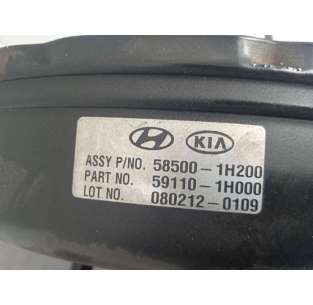 KIA
ASSY P/NO. 58500-1H200
PART NO. 59110-1H000
LOT NO. 080212-0109